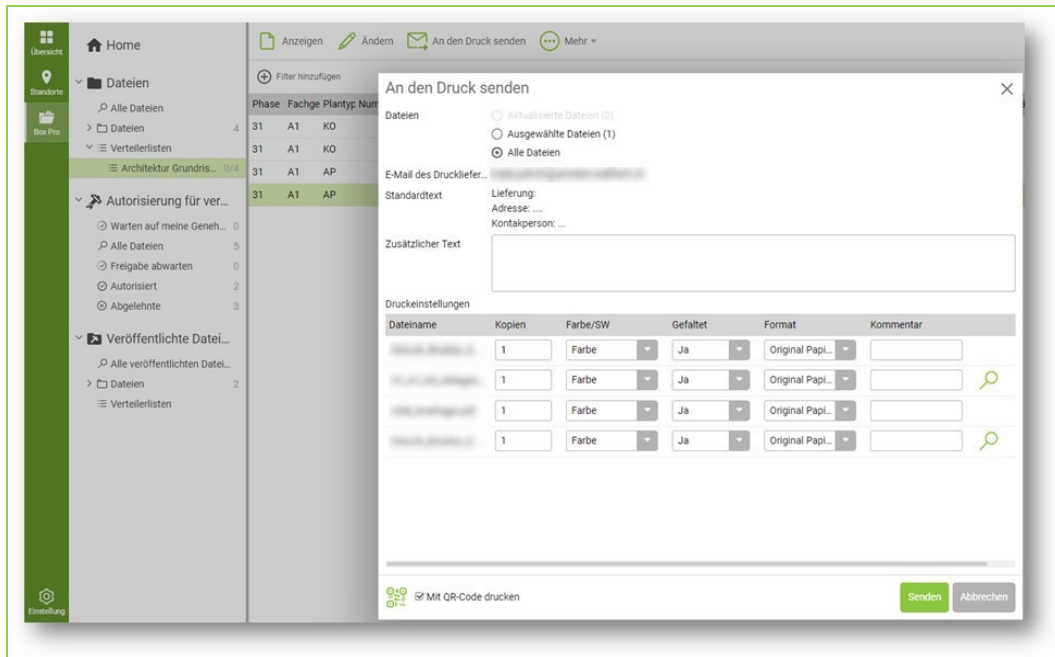 Übersicht
Standorte
Box Pro
Einstellung
Home
Dateien
Alle Dateien
Dateien 4
Verteilerlisten
Architektur Grundris... 0/4
Autorisierung für ver...
Warten auf meine Geneh... 0
Alle Dateien 5
Freigabe abwarten 0
Autorisiert 2
Abgelehnte 3
Veröffentlichte Datei...
Alle veröffentlichten Datei...
Dateien 2
Verteilerlisten
Anzeigen Ändern An den Druck senden Mehr
Filter hinzufügen
Phase Fachge Plantyp Num
31 A1 KO
31 A1 KO
31 A1 AP
31 A1 AP
An den Druck senden
Dateien Aktualisierte Dateien (0)
Ausgewählte Dateien (1)
Alle Dateien
E-Mail des Druckliefer...
Standardtext Lieferung:
Adresse: ....
Kontakperson: ...
Zusätzlicher Text
Druckeinstellungen
Dateiname Kopien Farbe/SW Gefaltet Format Kommentar
1 Farbe Ja Original Papi...
1 Farbe Ja Original Papi...
1 Farbe Ja Original Papi...
1 Farbe Ja Original Papi...
Mit QR-Code drucken Senden Abbrechen